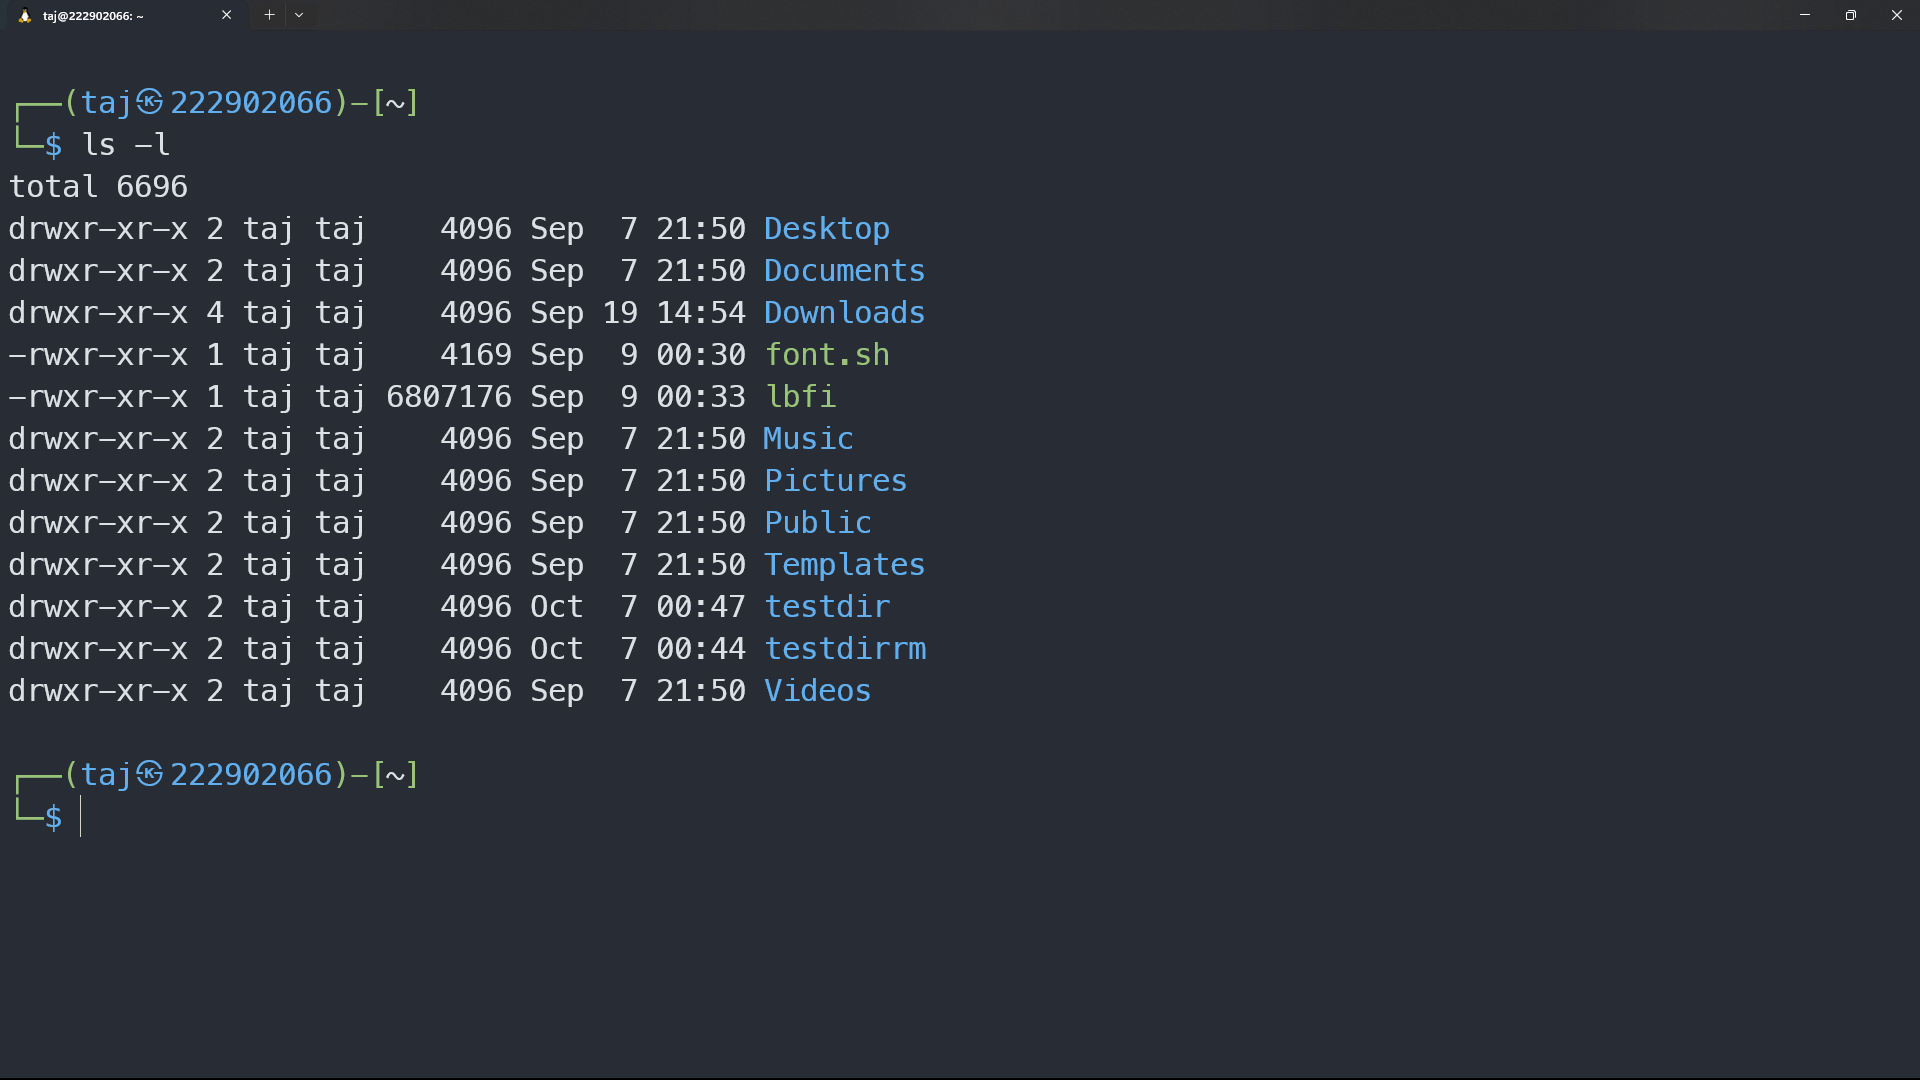 taj@222902066: ~
┌──(taj㉿222902066)-[~]
└─$ ls -l
total 6696
drwxr-xr-x 2 taj taj    4096 Sep  7 21:50 Desktop
drwxr-xr-x 2 taj taj    4096 Sep  7 21:50 Documents
drwxr-xr-x 4 taj taj    4096 Sep 19 14:54 Downloads
-rwxr-xr-x 1 taj taj    4169 Sep  9 00:30 font.sh
-rwxr-xr-x 1 taj taj 6807176 Sep  9 00:33 lbfi
drwxr-xr-x 2 taj taj    4096 Sep  7 21:50 Music
drwxr-xr-x 2 taj taj    4096 Sep  7 21:50 Pictures
drwxr-xr-x 2 taj taj    4096 Sep  7 21:50 Public
drwxr-xr-x 2 taj taj    4096 Sep  7 21:50 Templates
drwxr-xr-x 2 taj taj    4096 Oct  7 00:47 testdir
drwxr-xr-x 2 taj taj    4096 Oct  7 00:44 testdirrm
drwxr-xr-x 2 taj taj    4096 Sep  7 21:50 Videos
┌──(taj㉿222902066)-[~]
└─$